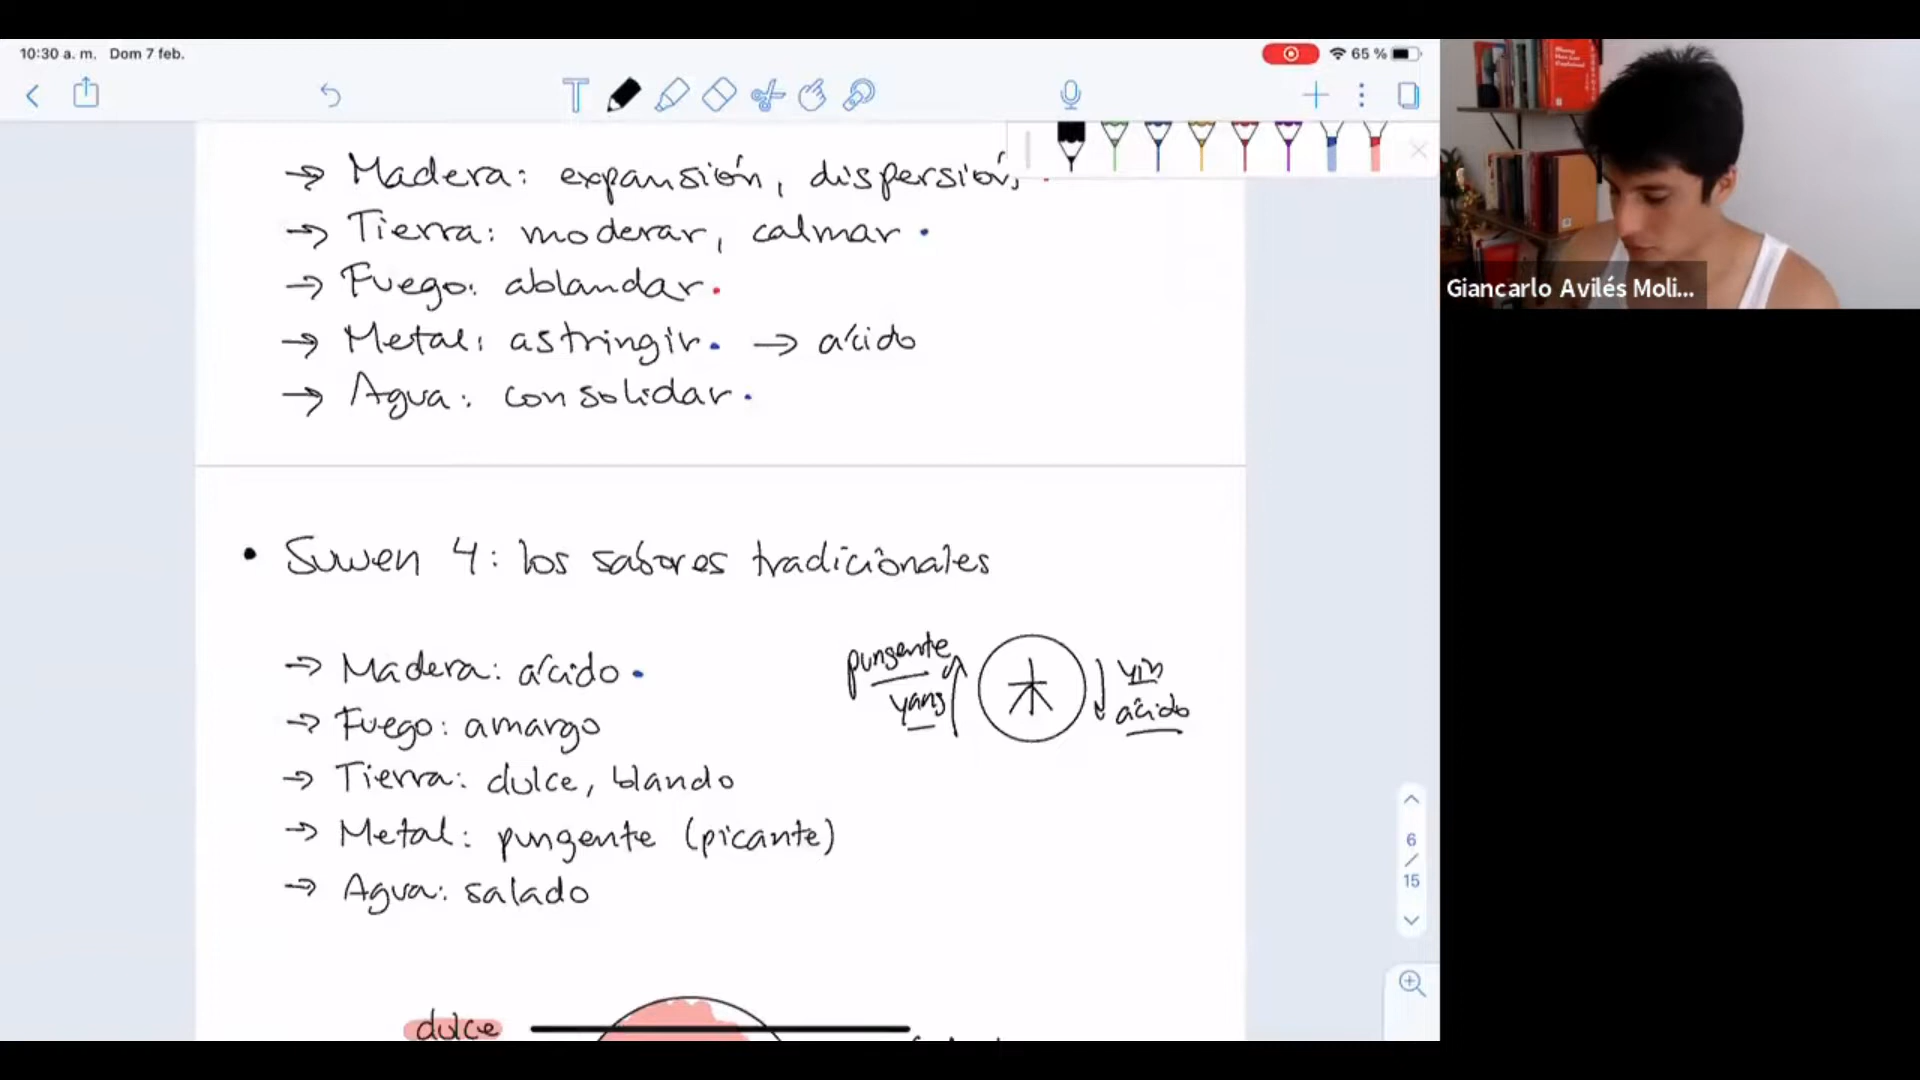 10:30 a. m. Dom 7 feb.
65 %
→ Madera: expansión, dispersión,
→ Tierra: moderar, calmar
→ Fuego: ablandar
→ Metal: astringir → ácido
→ Agua: consolidar
Giancarlo Avilés Moli...
• Suwen 4: los sabores tradicionales
→ Madera: ácido
→ Fuego: amargo
→ Tierra: dulce, blando
→ Metal: pungente (picante)
→ Agua: salado
pungente
yang
木
yin
ácido
6
/
15
dulce